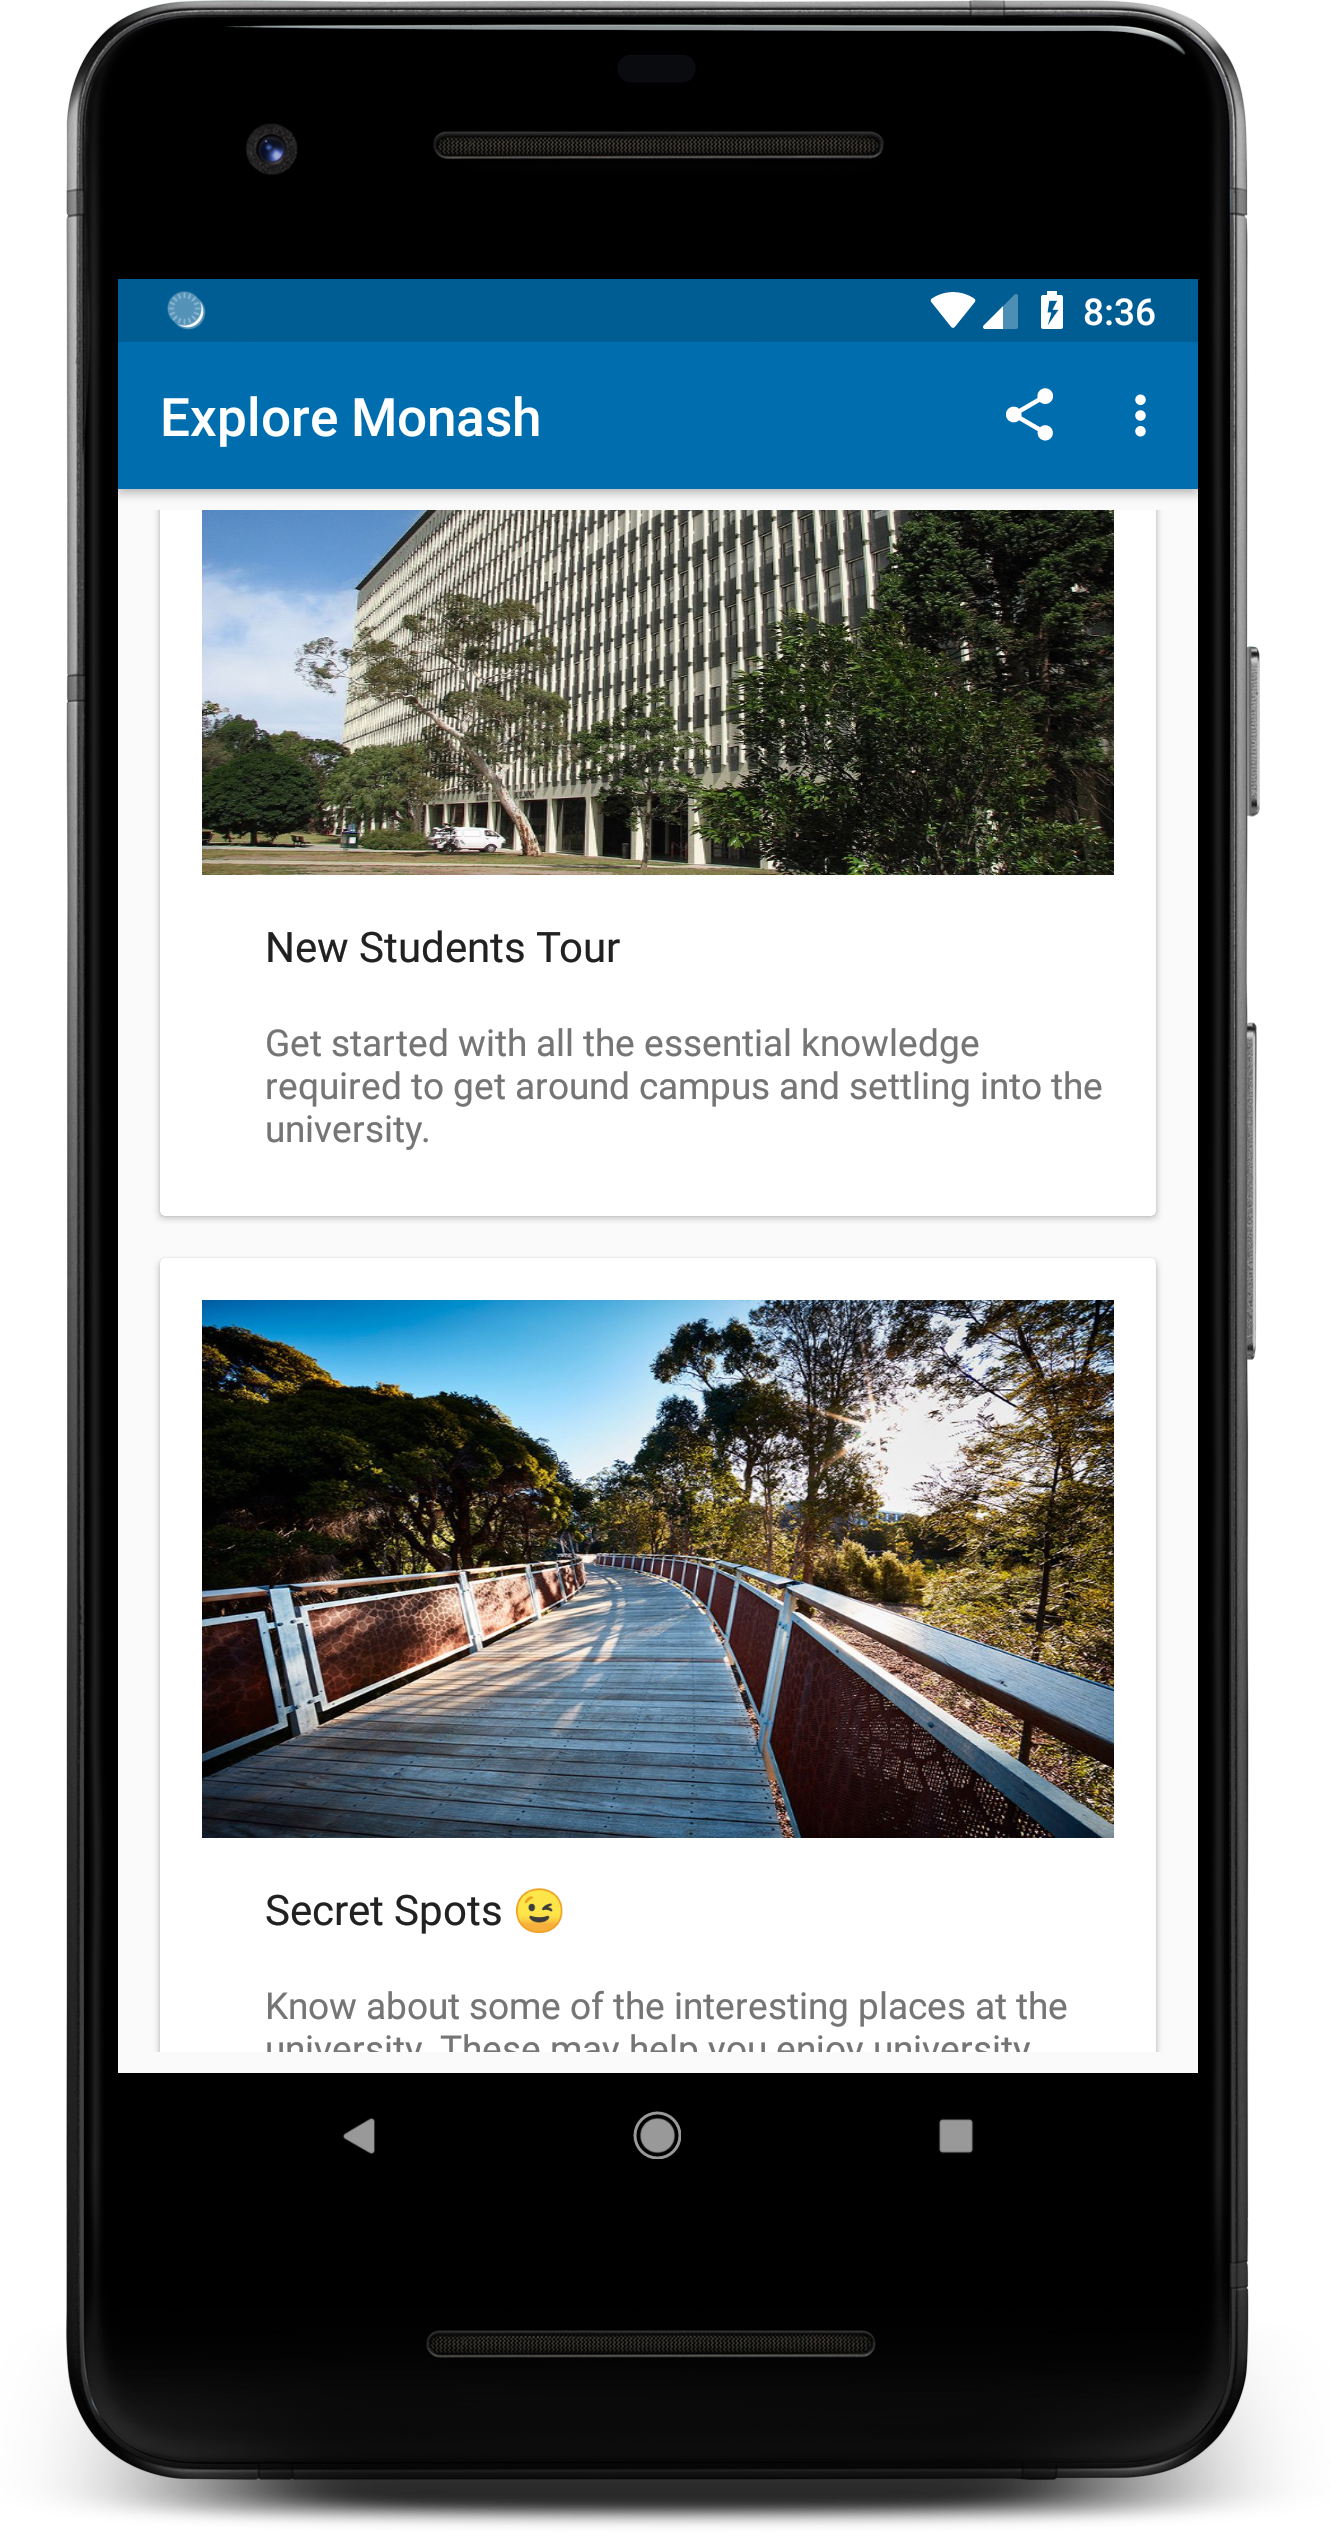 8:36
Explore Monash
New Students Tour
Get started with all the essential knowledge
required to get around campus and settling into the
university.
Secret Spots 😉
Know about some of the interesting places at the
university. These may help you enjoy university